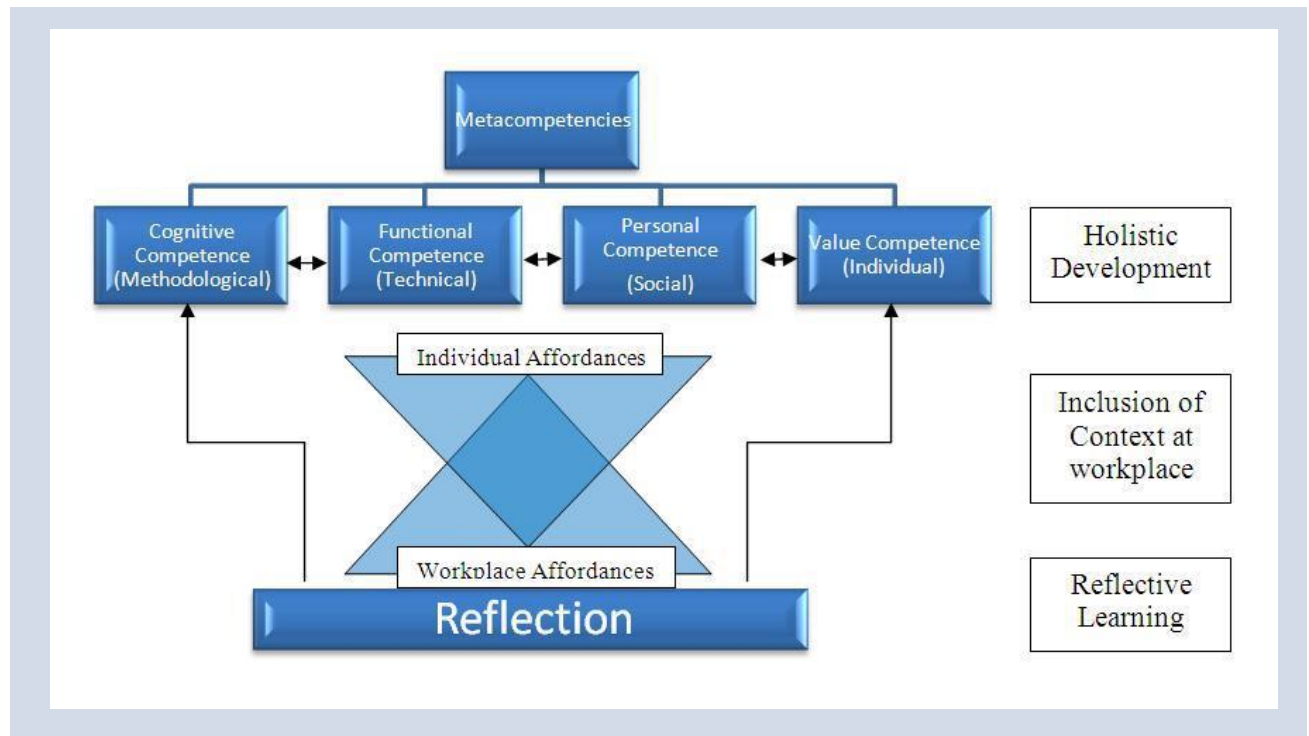 Metacompetencies
Cognitive
Competence
(Methodological)
Functional
Competence
(Technical)
Personal
Competence
(Social)
Value Competence
(Individual)
Holistic
Development
Individual Affordances
Inclusion of
Context at
workplace
Workplace Affordances
Reflection
Reflective
Learning